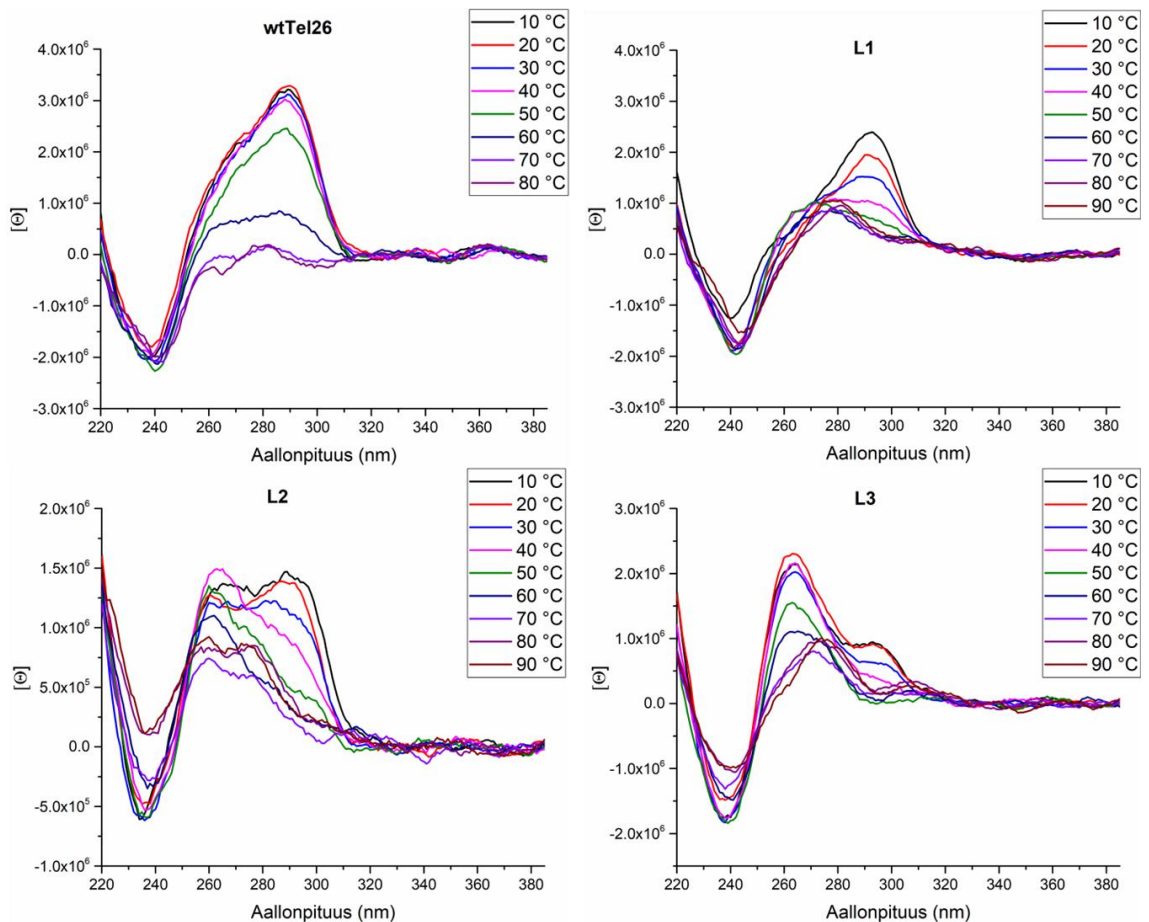 wtTel26
10 °C
20 °C
30 °C
40 °C
50 °C
60 °C
70 °C
80 °C
4.0x10⁶
3.0x10⁶
2.0x10⁶
1.0x10⁶
0.0
-1.0x10⁶
-2.0x10⁶
-3.0x10⁶
[Θ]
220 240 260 280 300 320 340 360 380
Aallonpituus (nm)
L1
10 °C
20 °C
30 °C
40 °C
50 °C
60 °C
70 °C
80 °C
90 °C
4.0x10⁶
3.0x10⁶
2.0x10⁶
1.0x10⁶
0.0
-1.0x10⁶
-2.0x10⁶
-3.0x10⁶
[Θ]
220 240 260 280 300 320 340 360 380
Aallonpituus (nm)
L2
10 °C
20 °C
30 °C
40 °C
50 °C
60 °C
70 °C
80 °C
90 °C
2.0x10⁶
1.5x10⁶
1.0x10⁶
5.0x10⁵
0.0
-5.0x10⁵
-1.0x10⁶
[Θ]
220 240 260 280 300 320 340 360 380
Aallonpituus (nm)
L3
10 °C
20 °C
30 °C
40 °C
50 °C
60 °C
70 °C
80 °C
90 °C
3.0x10⁶
2.0x10⁶
1.0x10⁶
0.0
-1.0x10⁶
-2.0x10⁶
[Θ]
220 240 260 280 300 320 340 360 380
Aallonpituus (nm)